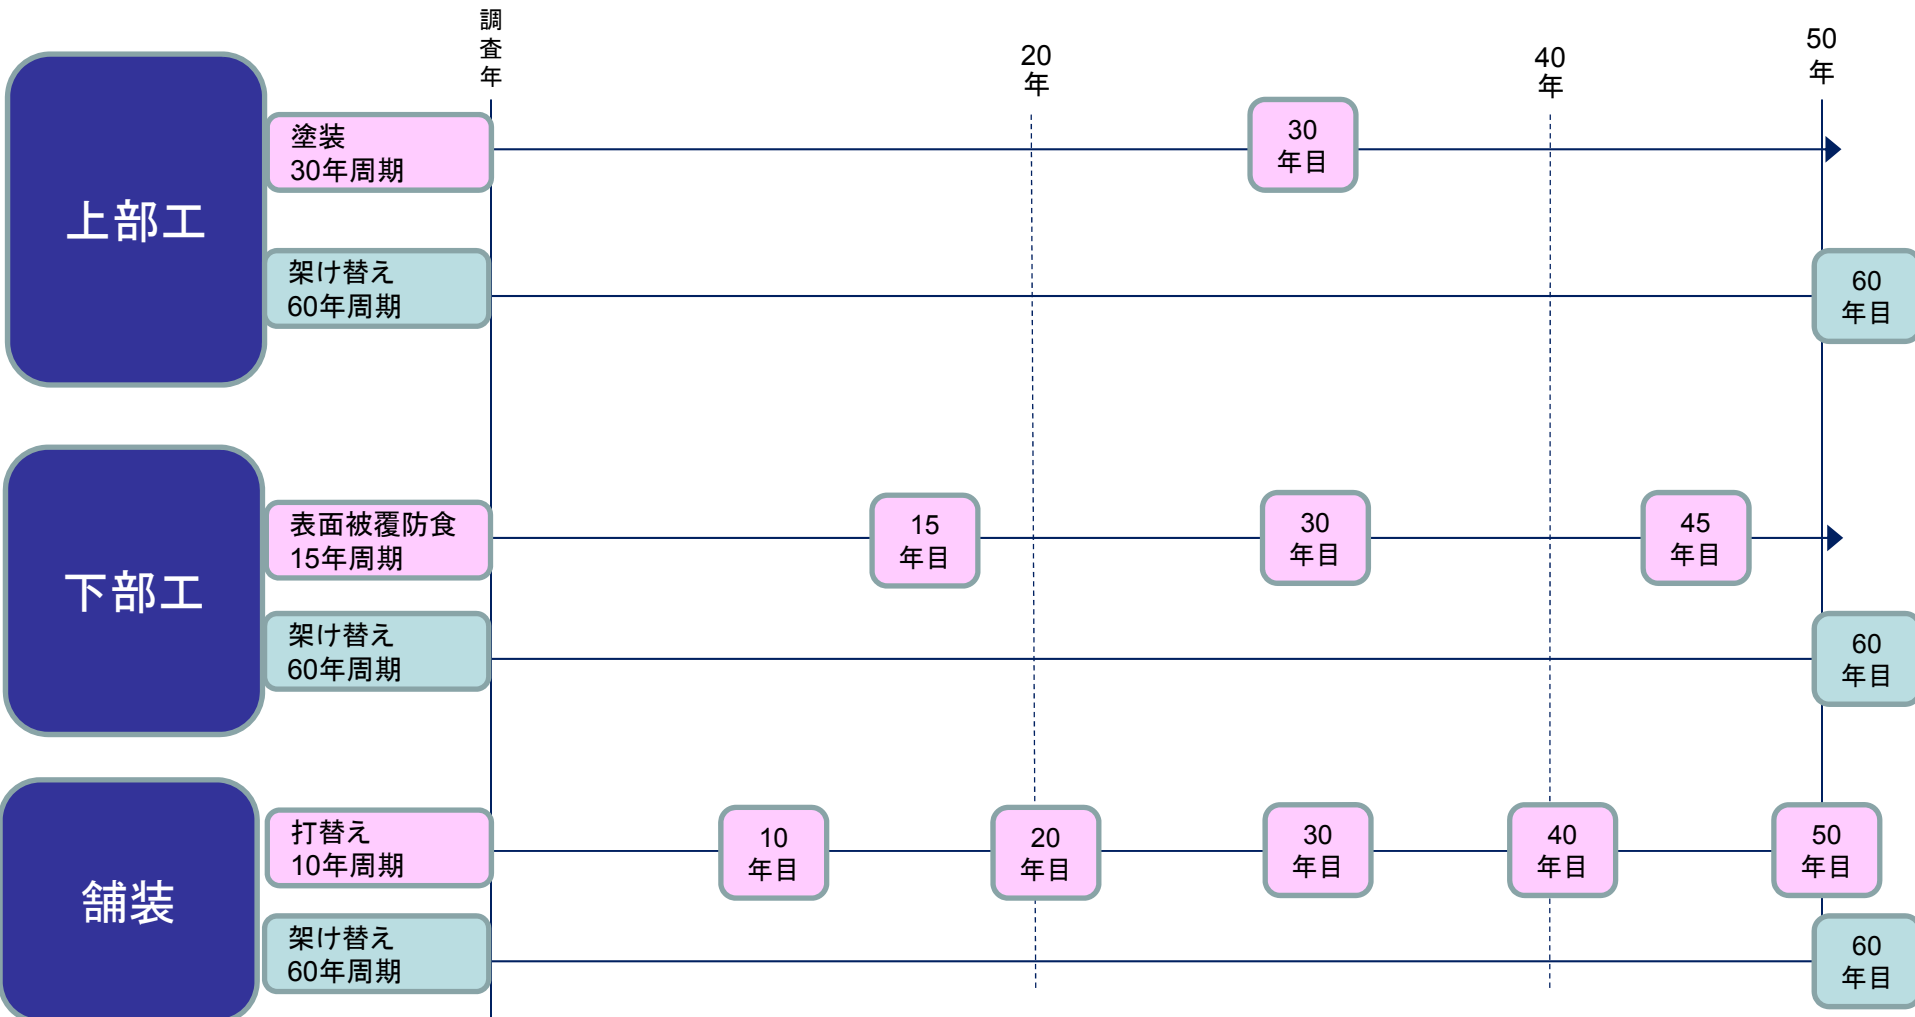 調
査
年
20
年
40
年
50
年
上部工
塗装
30年周期
30
年目
架け替え
60年周期
60
年目
下部工
表面被覆防食
15年周期
15
年目
30
年目
45
年目
架け替え
60年周期
60
年目
舗装
打替え
10年周期
10
年目
20
年目
30
年目
40
年目
50
年目
架け替え
60年周期
60
年目